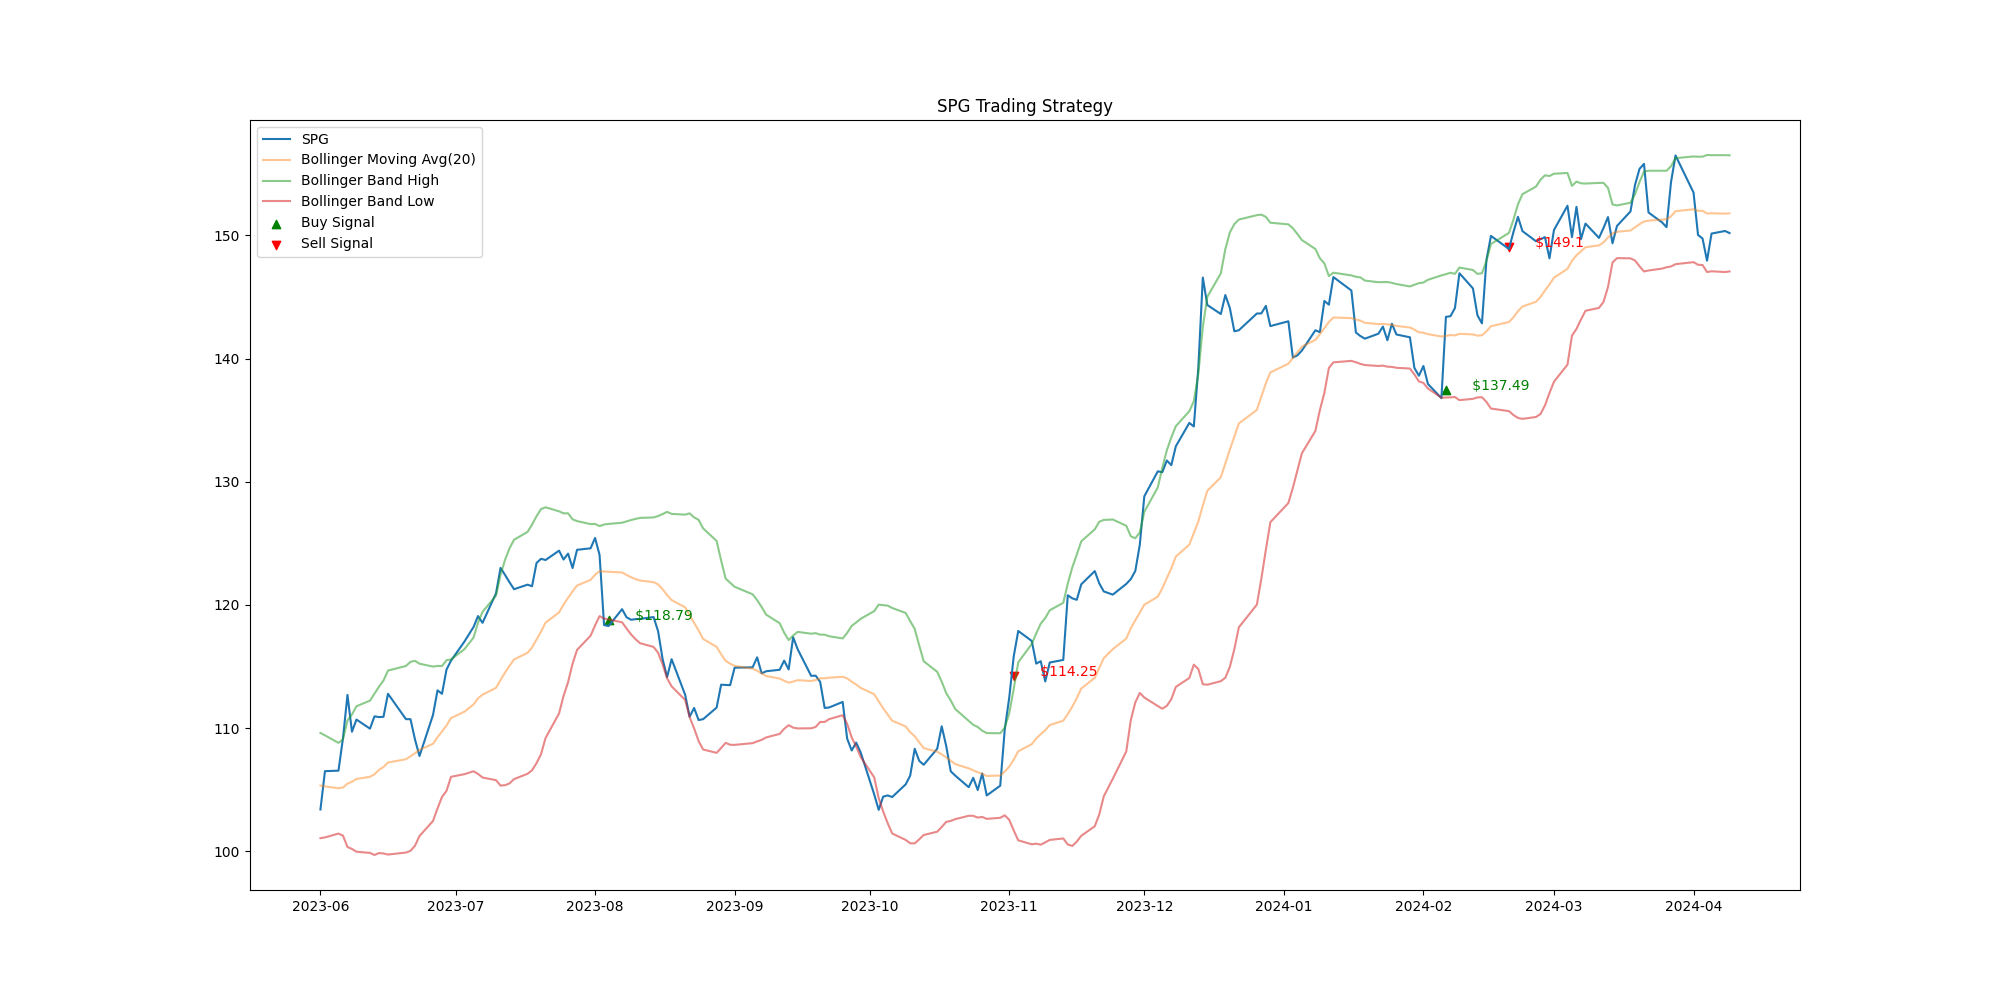 SPG Trading Strategy
SPG
Bollinger Moving Avg(20)
Bollinger Band High
Bollinger Band Low
Buy Signal
Sell Signal
150
140
130
120
110
100
$149.1
$137.49
$118.79
$114.25
2023-06 2023-07 2023-08 2023-09 2023-10 2023-11 2023-12 2024-01 2024-02 2024-03 2024-04